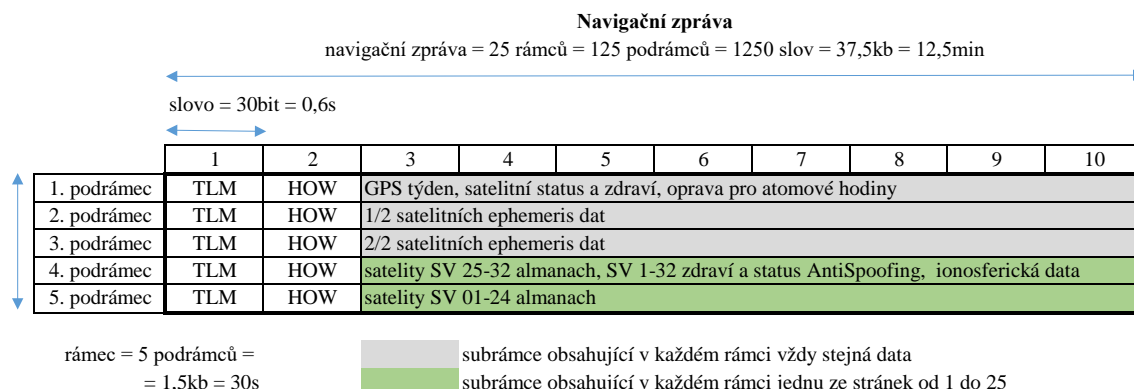 Navigační zpráva
navigační zpráva = 25 rámců = 125 podrámců = 1250 slov = 37,5kb = 12,5min
slovo = 30bit = 0,6s
1 2 3 4 5 6 7 8 9 10
1. podrámec TLM HOW GPS týden, satelitní status a zdraví, oprava pro atomové hodiny
2. podrámec TLM HOW 1/2 satelitních ephemeris dat
3. podrámec TLM HOW 2/2 satelitních ephemeris dat
4. podrámec TLM HOW satelity SV 25-32 almanach, SV 1-32 zdraví a status AntiSpoofing, ionosferická data
5. podrámec TLM HOW satelity SV 01-24 almanach
rámec = 5 podrámců = subrámce obsahující v každém rámci vždy stejná data
= 1,5kb = 30s subrámce obsahující v každém rámci jednu ze stránek od 1 do 25